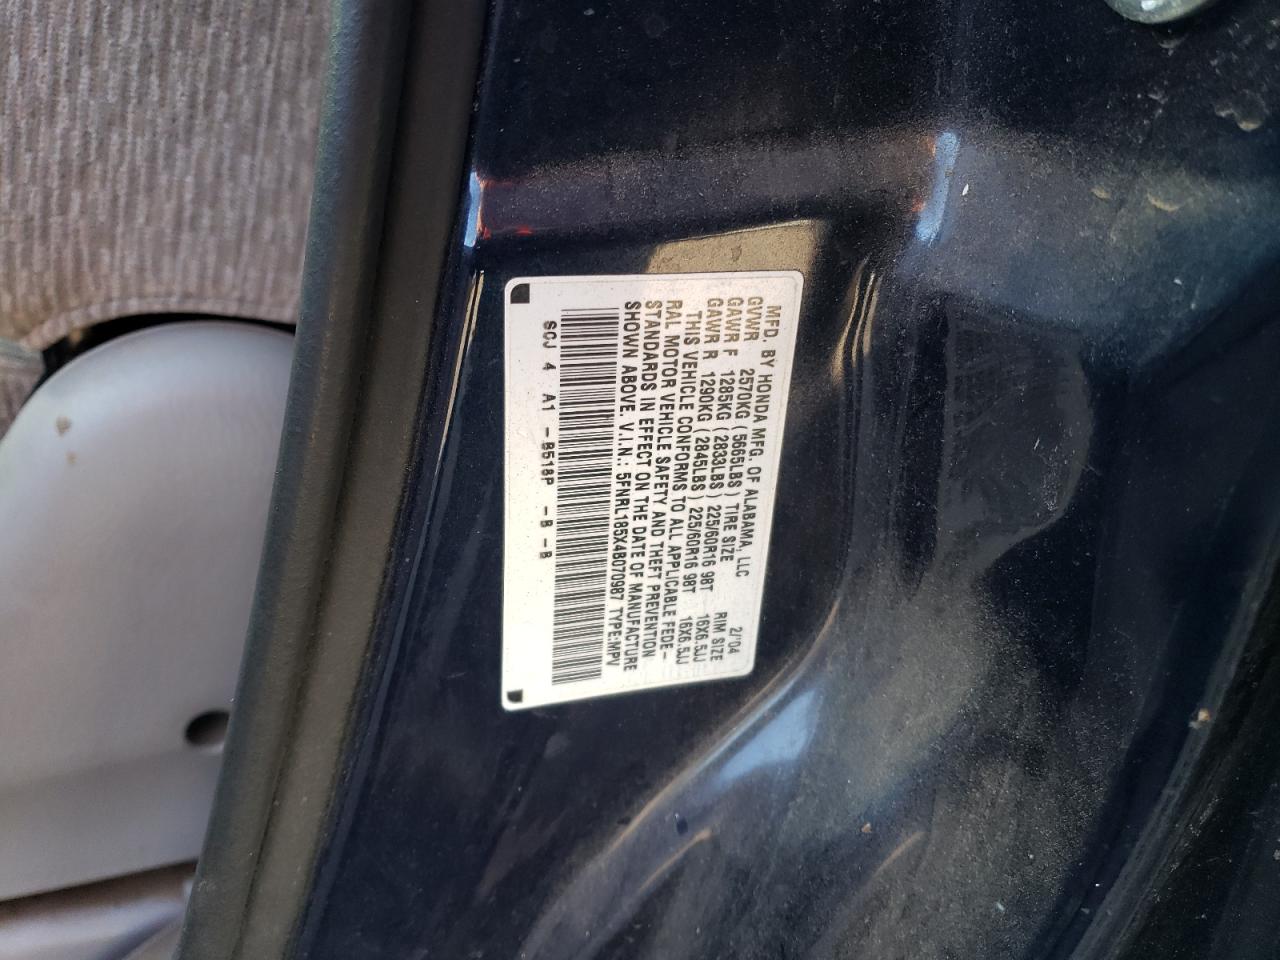 MFD. BY HONDA MFG. OF ALABAMA, LLC 2/'04
GVWR 2570KG (5665LBS) TIRE SIZE RIM SIZE
GAWR F 1285KG (2833LBS) 225/60R16 98T 16X6.5JJ
GAWR R 1290KG (2845LBS) 225/60R16 98T 16X6.5JJ
THIS VEHICLE CONFORMS TO ALL APPLICABLE FEDE-
RAL MOTOR VEHICLE SAFETY AND THEFT PREVENTION
STANDARDS IN EFFECT ON THE DATE OF MANUFACTURE
SHOWN ABOVE. V.I.N.: 5FNRL185X4B070987 TYPE:MPV
SCJ 4 A1 -B518P -B -B